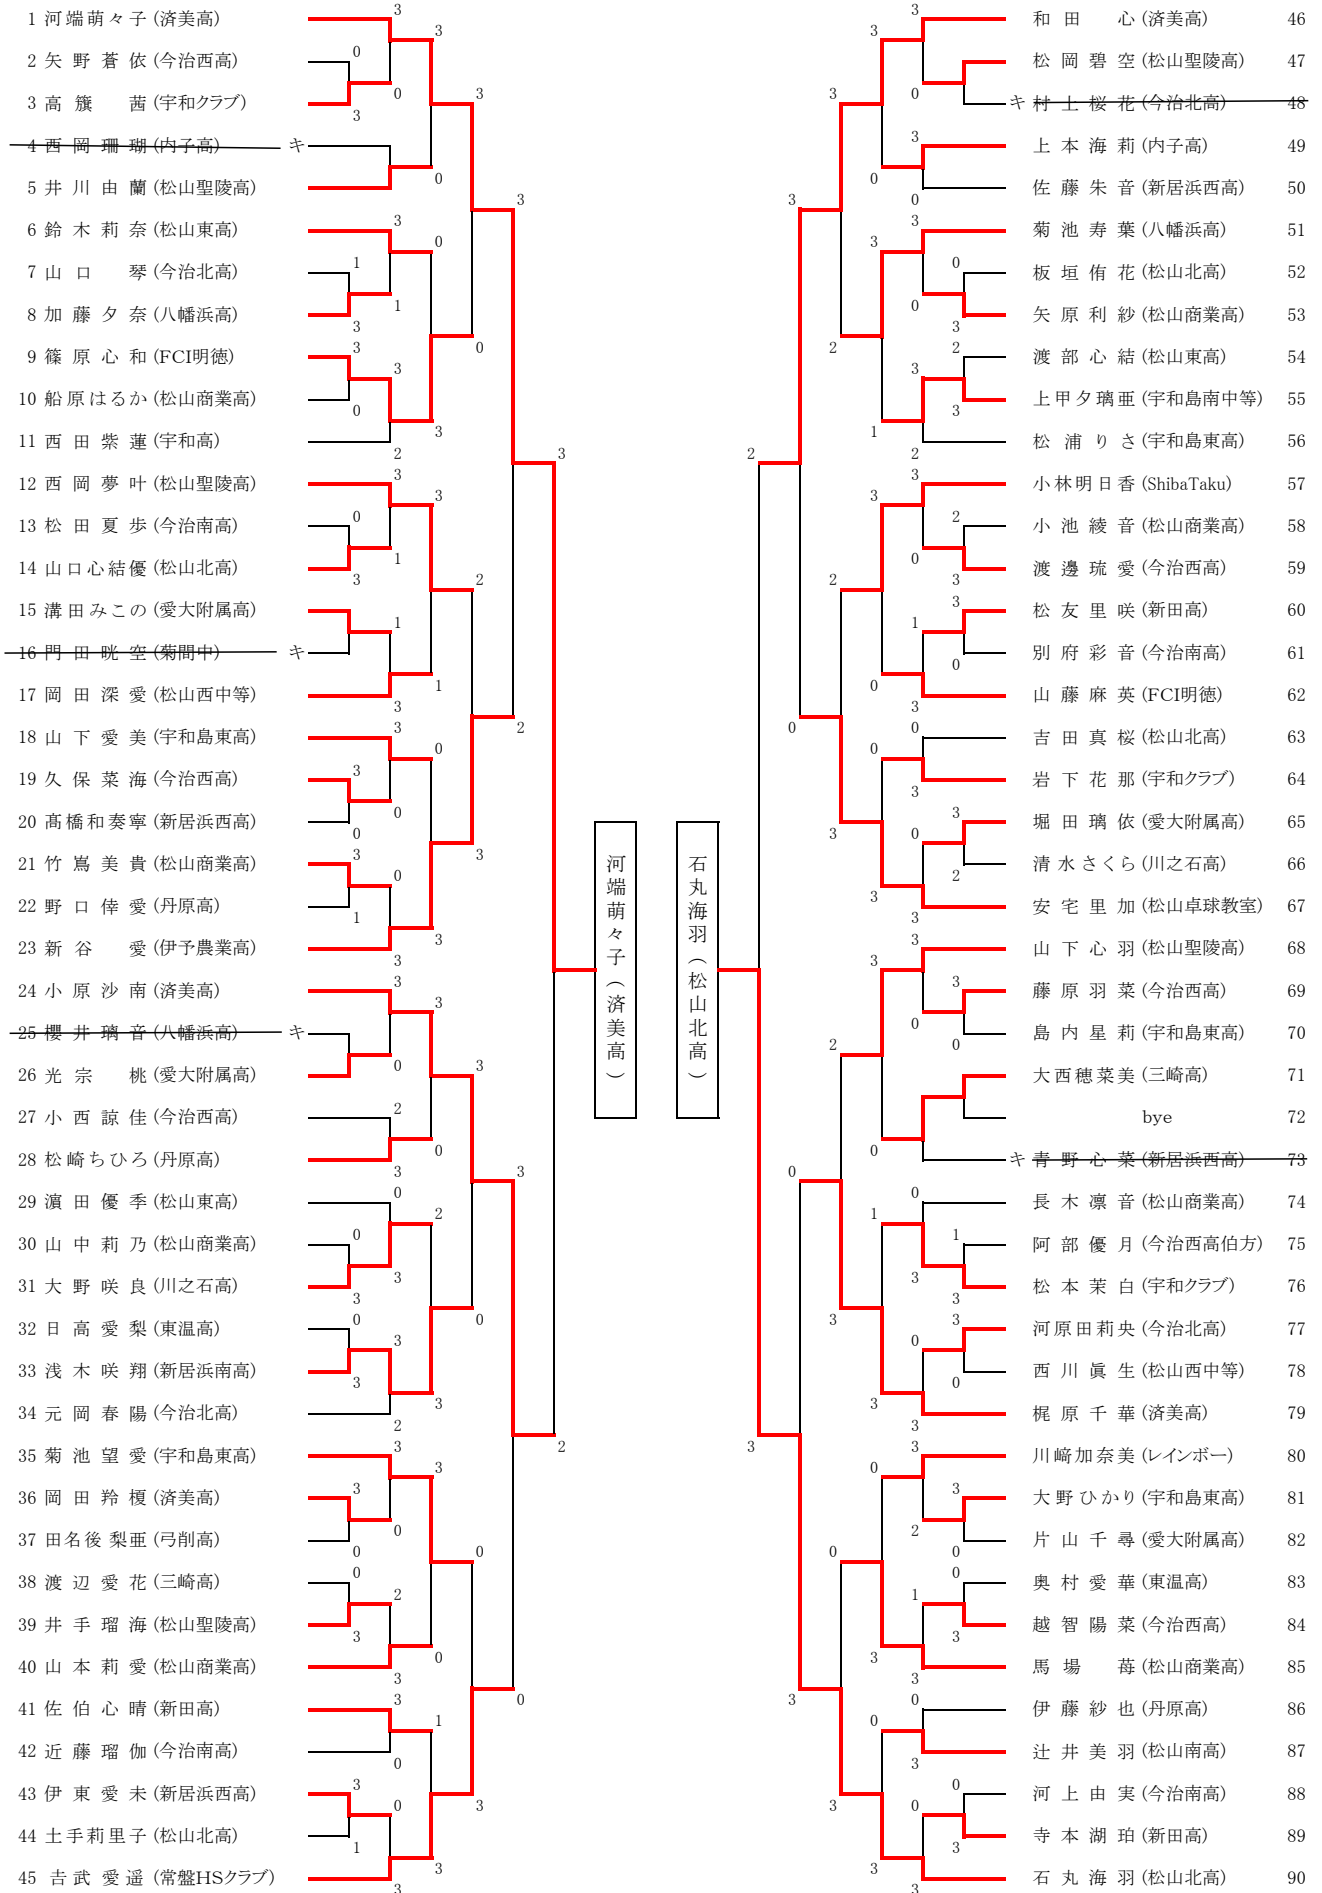 1 河端萌々子 (済美高)
2 矢野蒼依 (今治西高)
3 高籏 茜 (宇和クラブ)
4 西岡珊瑚 (内子高) キ
5 井川由蘭 (松山聖陵高)
6 鈴木莉奈 (松山東高)
7 山口 琴 (今治北高)
8 加藤夕奈 (八幡浜高)
9 篠原心和 (FCI明徳)
10 船原はるか (松山商業高)
11 西田紫蓮 (宇和高)
12 西岡夢叶 (松山聖陵高)
13 松田夏歩 (今治南高)
14 山口心結優 (松山北高)
15 溝田みこの (愛大附属高)
16 門田晄空 (菊間中) キ
17 岡田深愛 (松山西中等)
18 山下愛美 (宇和島東高)
19 久保菜海 (今治西高)
20 髙橋和奏寧 (新居浜西高)
21 竹嶌美貴 (松山商業高)
22 野口倖愛 (丹原高)
23 新谷 愛 (伊予農業高)
24 小原沙南 (済美高)
25 櫻井璃音 (八幡浜高) キ
26 光宗 桃 (愛大附属高)
27 小西諒佳 (今治西高)
28 松崎ちひろ (丹原高)
29 濵田優季 (松山東高)
30 山中莉乃 (松山商業高)
31 大野咲良 (川之石高)
32 日高愛梨 (東温高)
33 浅木咲翔 (新居浜南高)
34 元岡春陽 (今治北高)
35 菊池望愛 (宇和島東高)
36 岡田羚榎 (済美高)
37 田名後梨亜 (弓削高)
38 渡辺愛花 (三崎高)
39 井手瑠海 (松山聖陵高)
40 山本莉愛 (松山商業高)
41 佐伯心晴 (新田高)
42 近藤瑠伽 (今治南高)
43 伊東愛未 (新居浜西高)
44 土手莉里子 (松山北高)
45 吉武愛遥 (常盤HSクラブ)
河端萌々子(済美高)
石丸海羽(松山北高)
和田 心 (済美高) 46
松岡碧空 (松山聖陵高) 47
キ 村上桜花 (今治北高) 48
上本海莉 (内子高) 49
佐藤朱音 (新居浜西高) 50
菊池寿葉 (八幡浜高) 51
板垣侑花 (松山北高) 52
矢原利紗 (松山商業高) 53
渡部心結 (松山東高) 54
上甲夕璃亜 (宇和島南中等) 55
松浦りさ (宇和島東高) 56
小林明日香 (ShibaTaku) 57
小池綾音 (松山商業高) 58
渡邊琉愛 (今治西高) 59
松友里咲 (新田高) 60
別府彩音 (今治南高) 61
山藤麻英 (FCI明徳) 62
吉田真桜 (松山北高) 63
岩下花那 (宇和クラブ) 64
堀田璃依 (愛大附属高) 65
清水さくら (川之石高) 66
安宅里加 (松山卓球教室) 67
山下心羽 (松山聖陵高) 68
藤原羽菜 (今治西高) 69
島内星莉 (宇和島東高) 70
大西穂菜美 (三崎高) 71
bye 72
キ 青野心菜 (新居浜西高) 73
長木凛音 (松山商業高) 74
阿部優月 (今治西高伯方) 75
松本茉白 (宇和クラブ) 76
河原田莉央 (今治北高) 77
西川眞生 (松山西中等) 78
梶原千華 (済美高) 79
川﨑加奈美 (レインボー) 80
大野ひかり (宇和島東高) 81
片山千尋 (愛大附属高) 82
奥村愛華 (東温高) 83
越智陽菜 (今治西高) 84
馬場 苺 (松山商業高) 85
伊藤紗也 (丹原高) 86
辻井美羽 (松山南高) 87
河上由実 (今治南高) 88
寺本湖珀 (新田高) 89
石丸海羽 (松山北高) 90